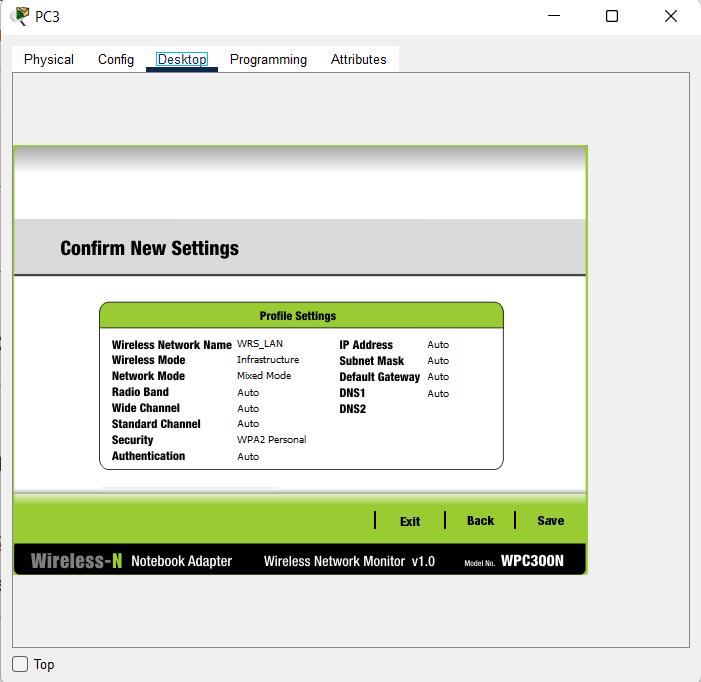 PC3
Physical Config Desktop Programming Attributes
Confirm New Settings
Profile Settings
Wireless Network Name WRS_LAN IP Address Auto
Wireless Mode Infrastructure Subnet Mask Auto
Network Mode Mixed Mode Default Gateway Auto
Radio Band Auto DNS1 Auto
Wide Channel Auto DNS2
Standard Channel Auto
Security WPA2 Personal
Authentication Auto
Exit Back Save
Wireless-N Notebook Adapter Wireless Network Monitor v1.0 Model No. WPC300N
Top